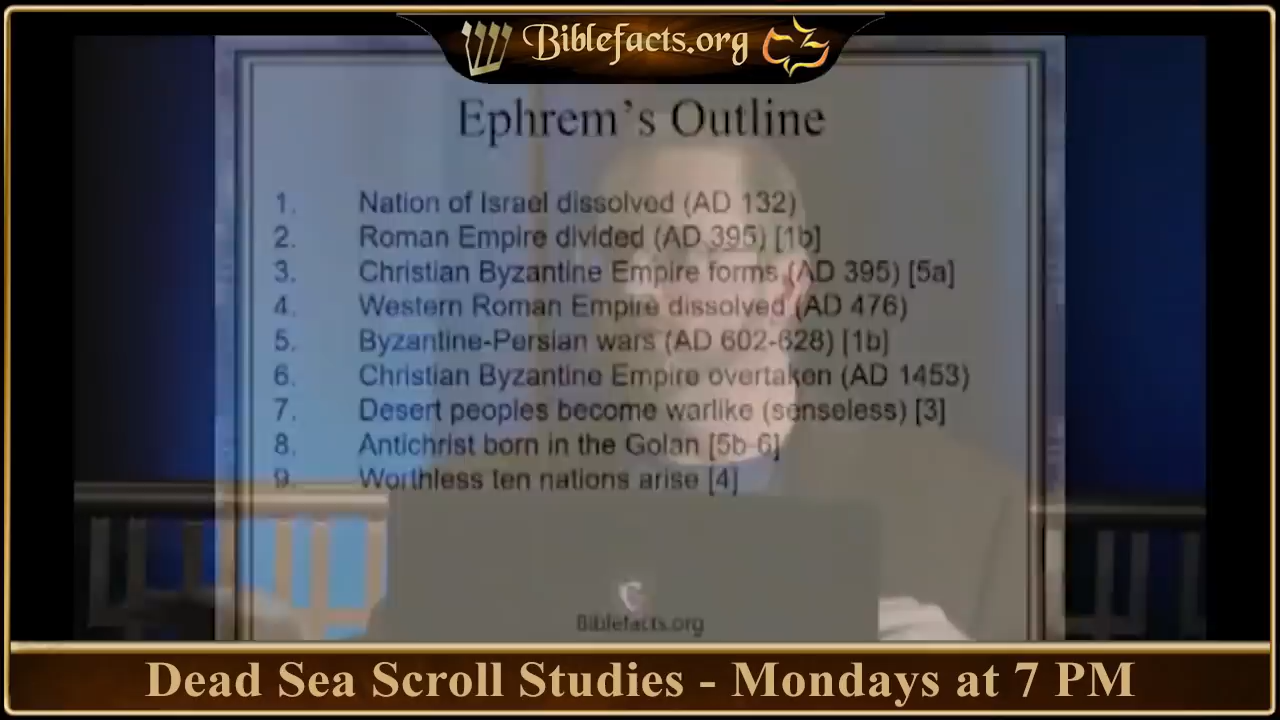 Biblefacts.org
Ephrem's Outline
1. Nation of Israel dissolved (AD 132)
2. Roman Empire divided (AD 395) [1b]
3. Christian Byzantine Empire forms (AD 395) [5a]
4. Western Roman Empire dissolved (AD 476)
5. Byzantine-Persian wars (AD 602-628) [1b]
6. Christian Byzantine Empire overtaken (AD 1453)
7. Desert peoples become warlike (senseless) [3]
8. Antichrist born in the Golan [5b-6]
9. Worthless ten nations arise [4]
Biblefacts.org
Dead Sea Scroll Studies - Mondays at 7 PM